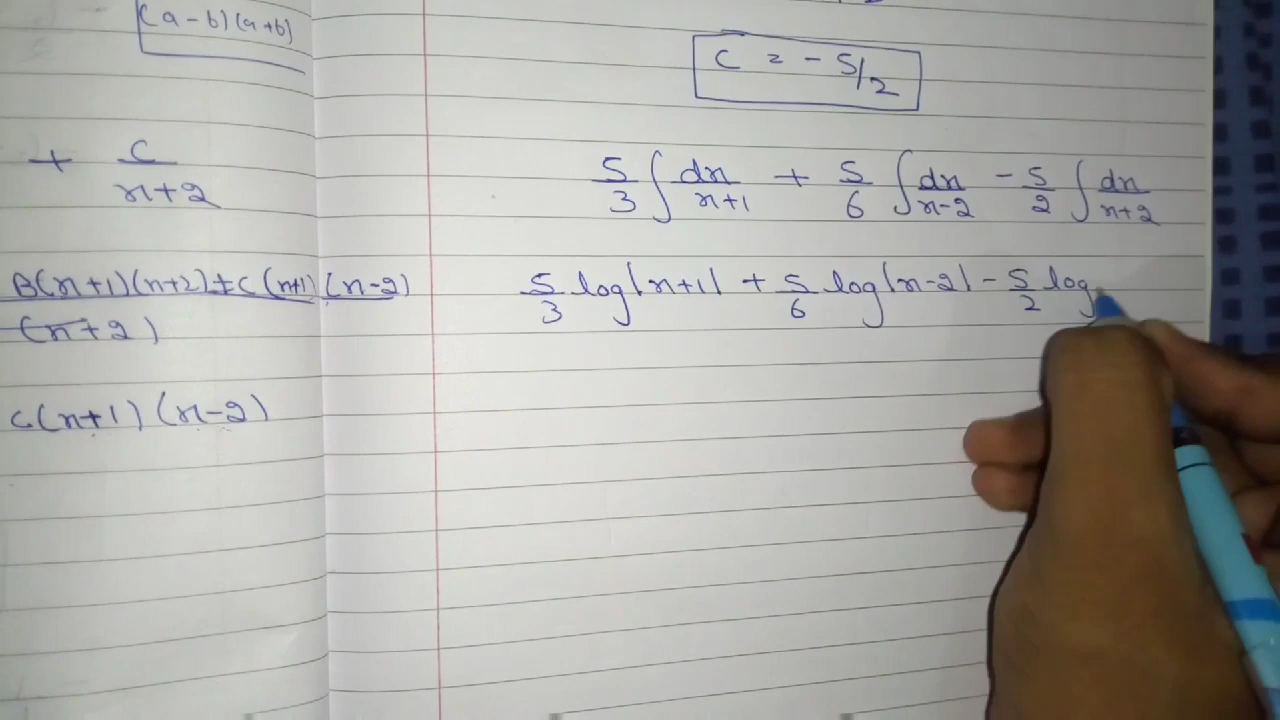 (a-b)(a+b)
C = -5/2
+ C/(x+2)
5/3 ∫ dx/(x+1) + 5/6 ∫ dx/(x-2) - 5/2 ∫ dx/(x+2)
B(x+1)(x+2)+C(x+1)(x-2)
(x+2)
5/3 log|x+1| + 5/6 log|x-2| - 5/2 log
C(x+1)(x-2)